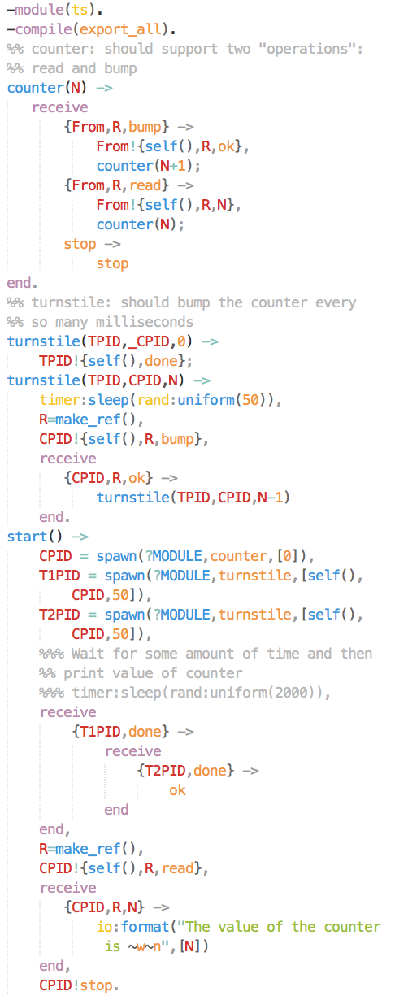 -module(ts).
-compile(export_all).
%% counter: should support two "operations":
%% read and bump
counter(N) ->
    receive
        {From,R,bump} ->
            From!{self(),R,ok},
            counter(N+1);
        {From,R,read} ->
            From!{self(),R,N},
            counter(N);
        stop ->
            stop
end.
%% turnstile: should bump the counter every
%% so many milliseconds
turnstile(TPID,_CPID,0) ->
    TPID!{self(),done};
turnstile(TPID,CPID,N) ->
    timer:sleep(rand:uniform(50)),
    R=make_ref(),
    CPID!{self(),R,bump},
    receive
        {CPID,R,ok} ->
            turnstile(TPID,CPID,N-1)
    end.
start() ->
    CPID = spawn(?MODULE,counter,[0]),
    T1PID = spawn(?MODULE,turnstile,[self(),
        CPID,50]),
    T2PID = spawn(?MODULE,turnstile,[self(),
        CPID,50]),
    %%% Wait for some amount of time and then
    %% print value of counter
    %%% timer:sleep(rand:uniform(2000)),
    receive
        {T1PID,done} ->
            receive
                {T2PID,done} ->
                    ok
            end
    end,
    R=make_ref(),
    CPID!{self(),R,read},
    receive
        {CPID,R,N} ->
            io:format("The value of the counter
            is ~w~n",[N])
    end,
    CPID!stop.